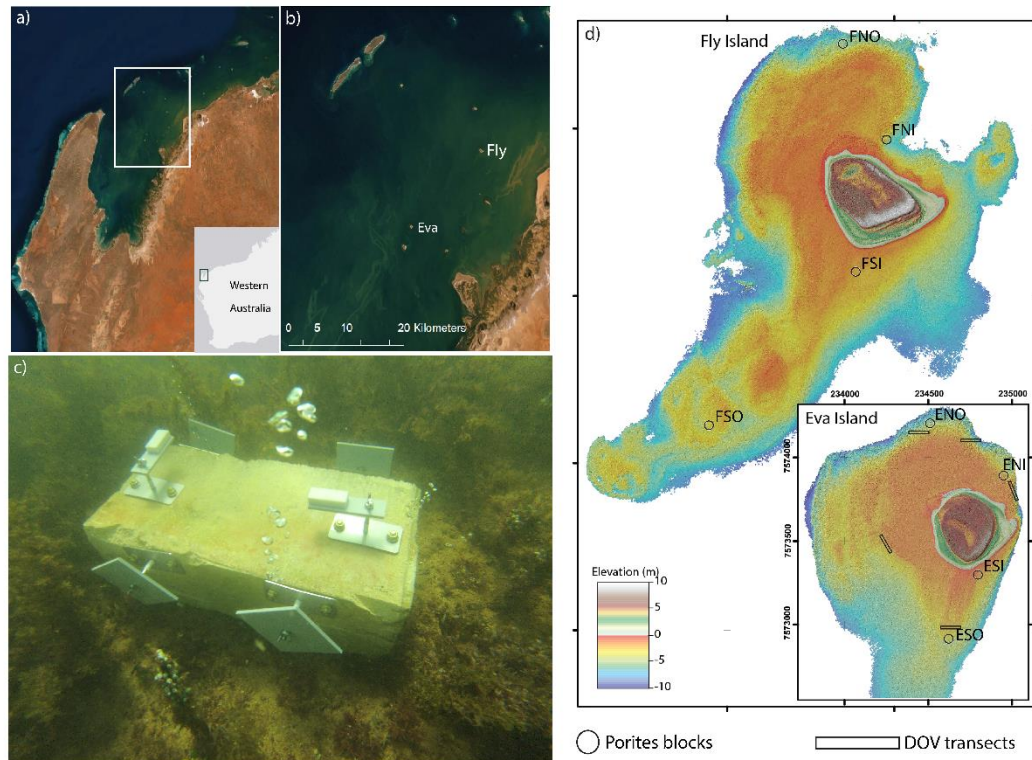 a)
Western
Australia
b)
Fly
Eva
0 5 10 20 Kilometers
c)
d)
Fly Island
FNO
FNI
FSI
FSO
Elevation (m)
10
5
0
-5
-10
234000 234500 235000
Eva Island
ENO
ENI
ESI
ESO
7574000
7573500
7573000
Porites blocks
DOV transects